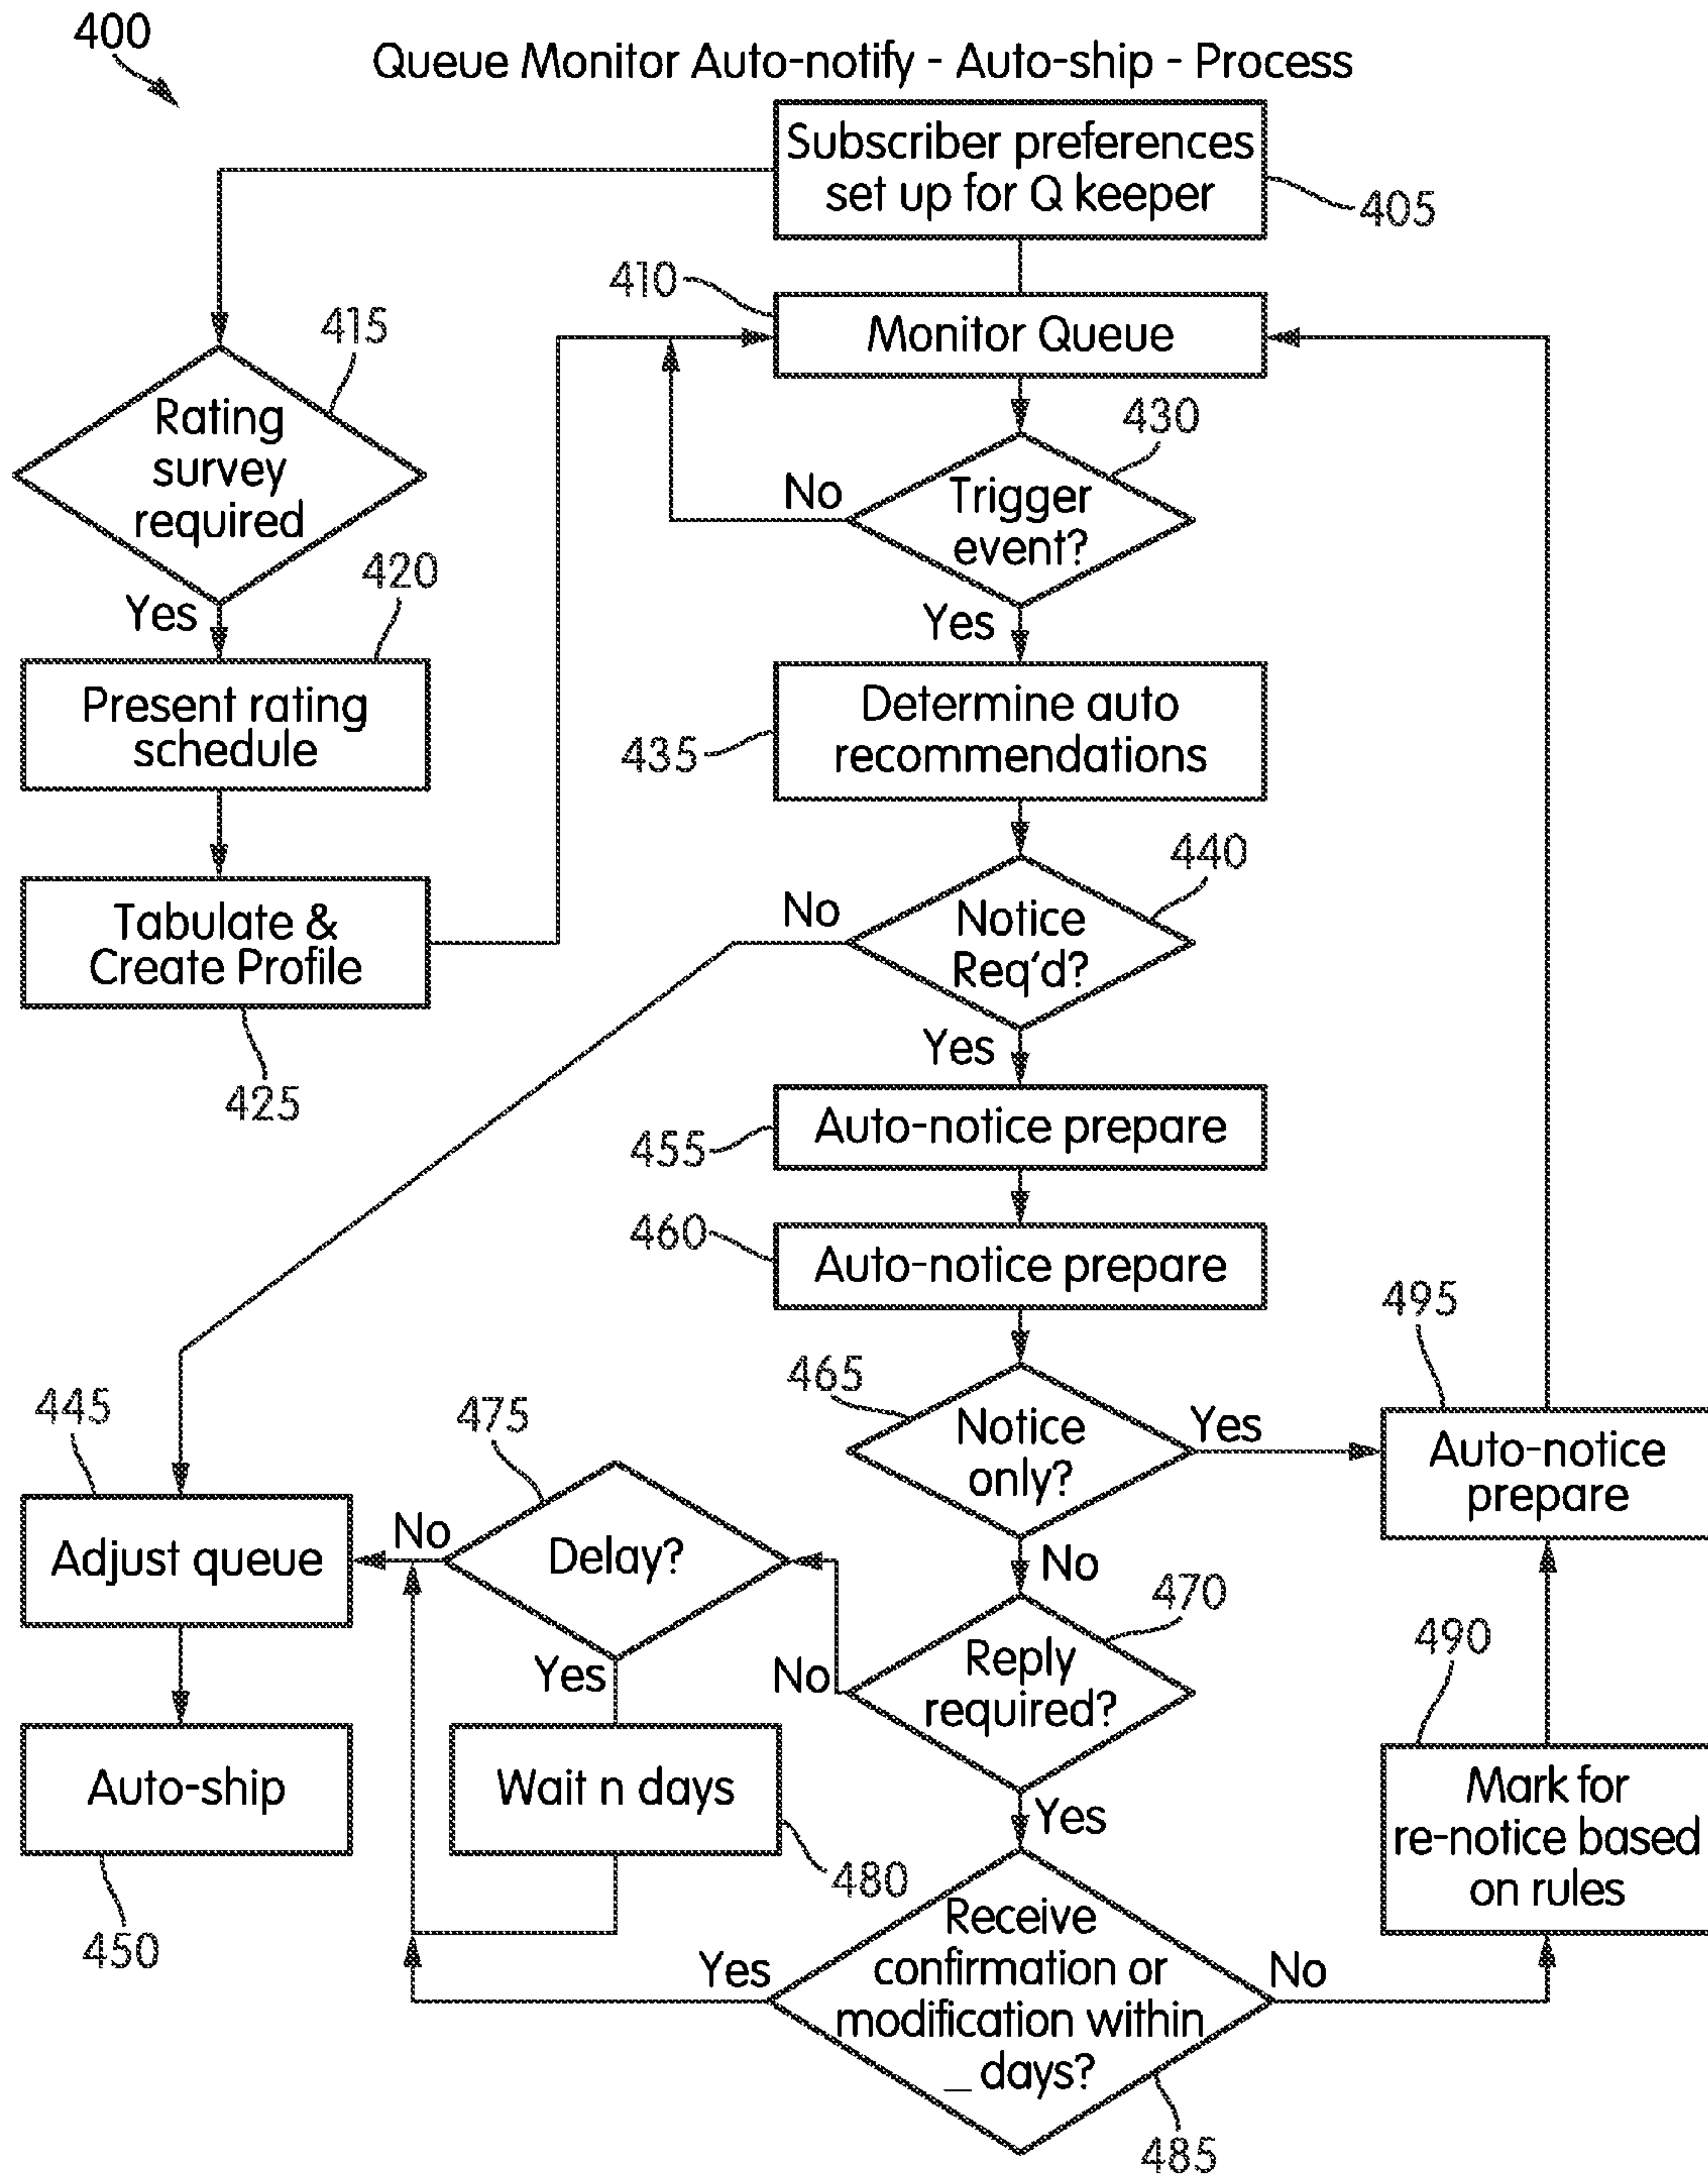 400
Queue Monitor Auto-notify - Auto-ship - Process
Subscriber preferences
set up for Q keeper
405
410
Monitor Queue
415
Rating
survey
required
430
Trigger
event?
No
Yes
420
Yes
Present rating
schedule
Determine auto
recommendations
435
440
Tabulate &
Create Profile
425
No
Notice
Req'd?
Yes
455
Auto-notice prepare
460
Auto-notice prepare
495
465
Notice
only?
Yes
Auto-notice
prepare
445
475
Adjust queue
No
Delay?
No
470
Yes
No
Reply
required?
490
Auto-ship
450
Wait n days
480
Yes
Mark for
re-notice based
on rules
Yes
Receive
confirmation or
modification within
_ days?
No
485